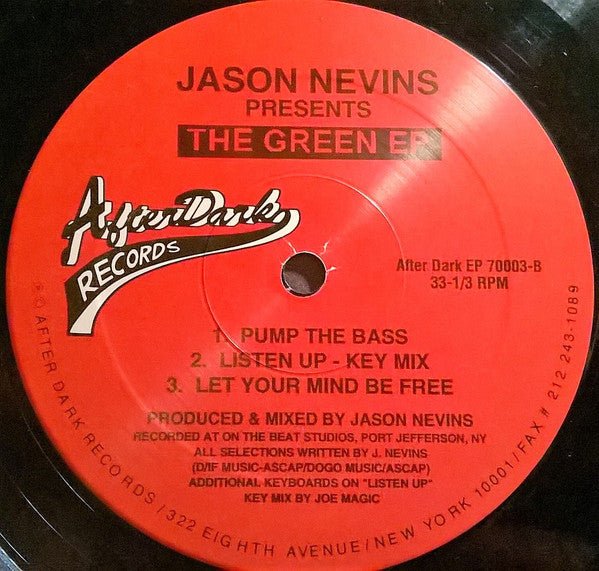 JASON NEVINS
PRESENTS
THE GREEN EP
After Dark
RECORDS
After Dark EP 70003-B
33-1/3 RPM
1. PUMP THE BASS
2. LISTEN UP - KEY MIX
3. LET YOUR MIND BE FREE
PRODUCED & MIXED BY JASON NEVINS
RECORDED AT ON THE BEAT STUDIOS, PORT JEFFERSON, NY
ALL SELECTIONS WRITTEN BY J. NEVINS
(D/IF MUSIC-ASCAP/DOGO MUSIC/ASCAP)
ADDITIONAL KEYBOARDS ON "LISTEN UP"
KEY MIX BY JOE MAGIC
℗© AFTER DARK RECORDS / 322 EIGHTH AVENUE / NEW YORK 10001 / FAX # 212 243-1089